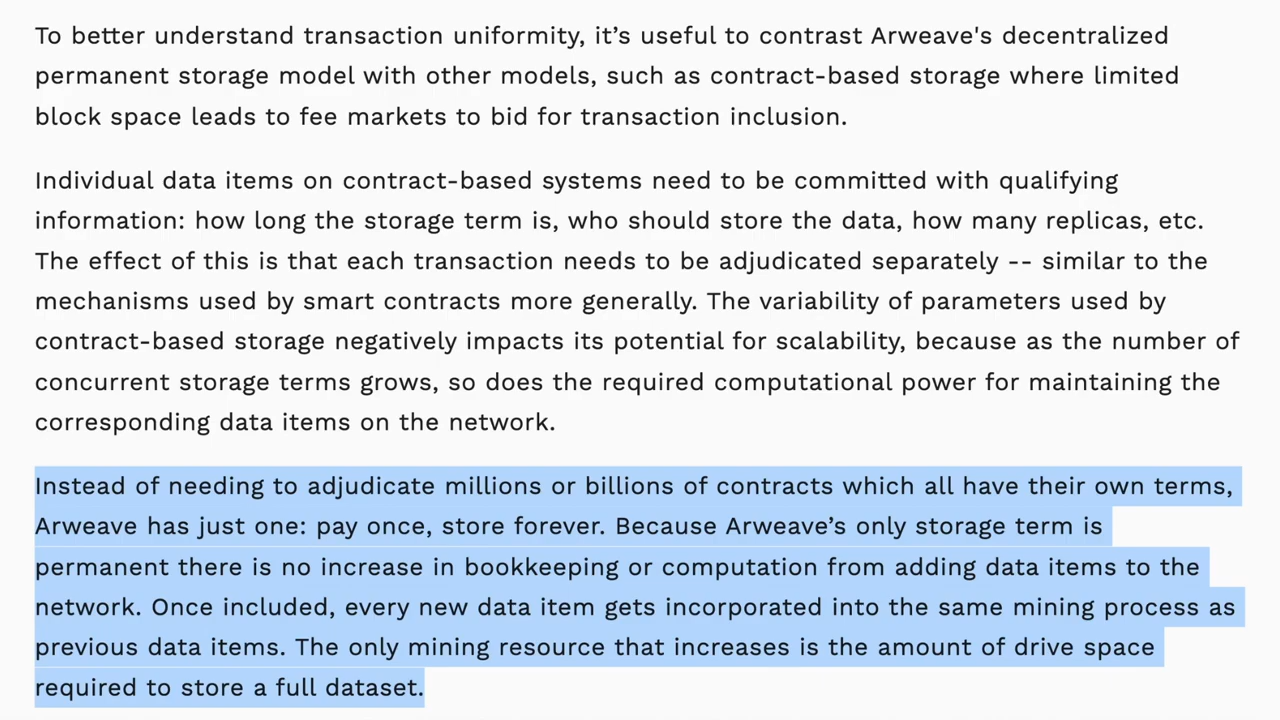 To better understand transaction uniformity, it’s useful to contrast Arweave's decentralized
permanent storage model with other models, such as contract-based storage where limited
block space leads to fee markets to bid for transaction inclusion.
Individual data items on contract-based systems need to be committed with qualifying
information: how long the storage term is, who should store the data, how many replicas, etc.
The effect of this is that each transaction needs to be adjudicated separately -- similar to the
mechanisms used by smart contracts more generally. The variability of parameters used by
contract-based storage negatively impacts its potential for scalability, because as the number of
concurrent storage terms grows, so does the required computational power for maintaining the
corresponding data items on the network.
Instead of needing to adjudicate millions or billions of contracts which all have their own terms,
Arweave has just one: pay once, store forever. Because Arweave’s only storage term is
permanent there is no increase in bookkeeping or computation from adding data items to the
network. Once included, every new data item gets incorporated into the same mining process as
previous data items. The only mining resource that increases is the amount of drive space
required to store a full dataset.